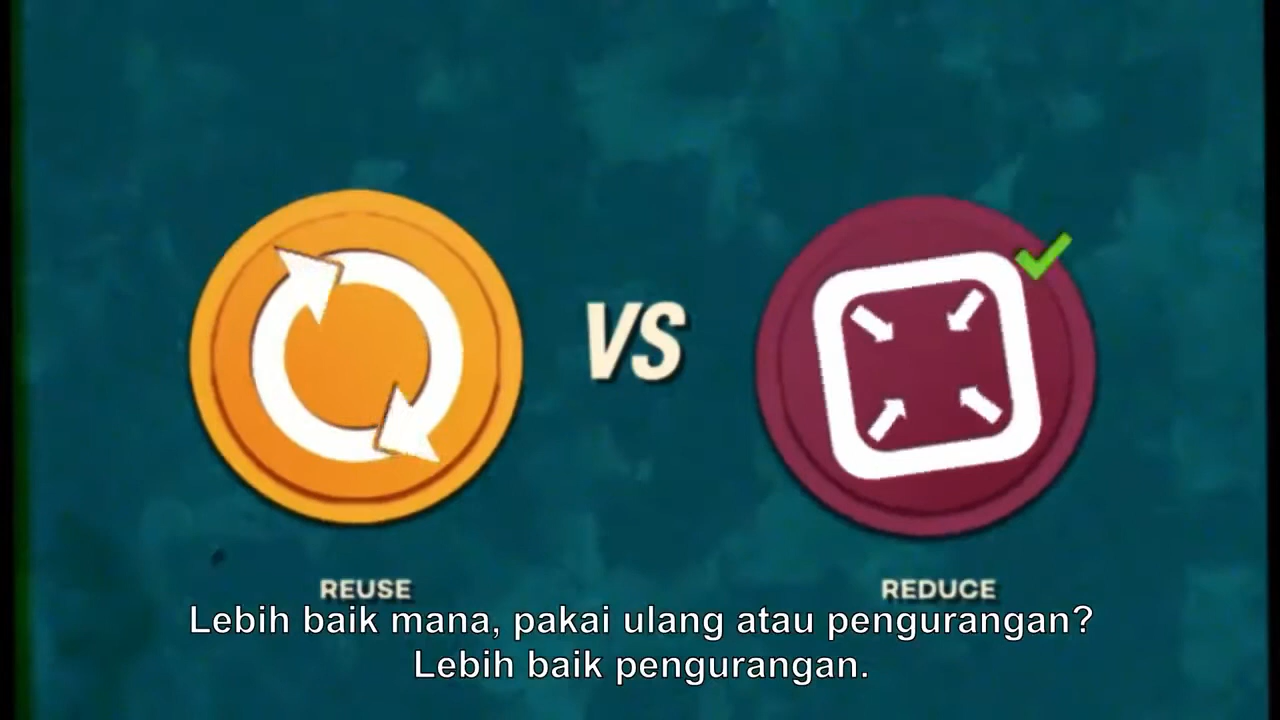 VS
REUSE
REDUCE
Lebih baik mana, pakai ulang atau pengurangan?
Lebih baik pengurangan.